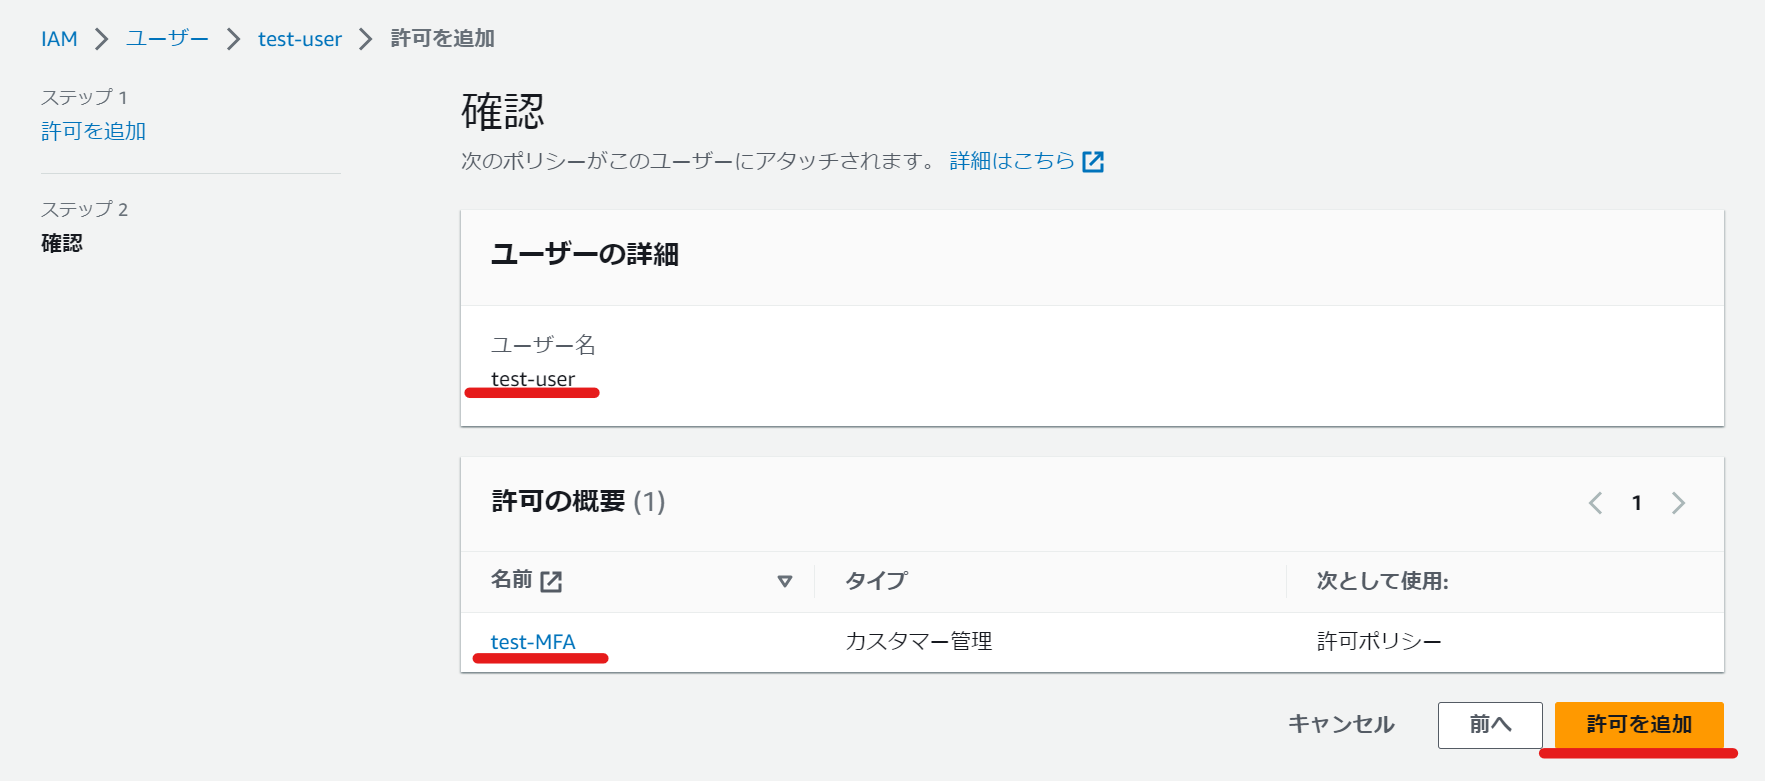 IAM > ユーザー > test-user > 許可を追加
ステップ 1
許可を追加
ステップ 2
確認
確認
次のポリシーがこのユーザーにアタッチされます。 詳細はこちら
ユーザーの詳細
ユーザー名
test-user
許可の概要 (1)
1
名前 タイプ 次として使用:
test-MFA カスタマー管理 許可ポリシー
キャンセル 前へ 許可を追加